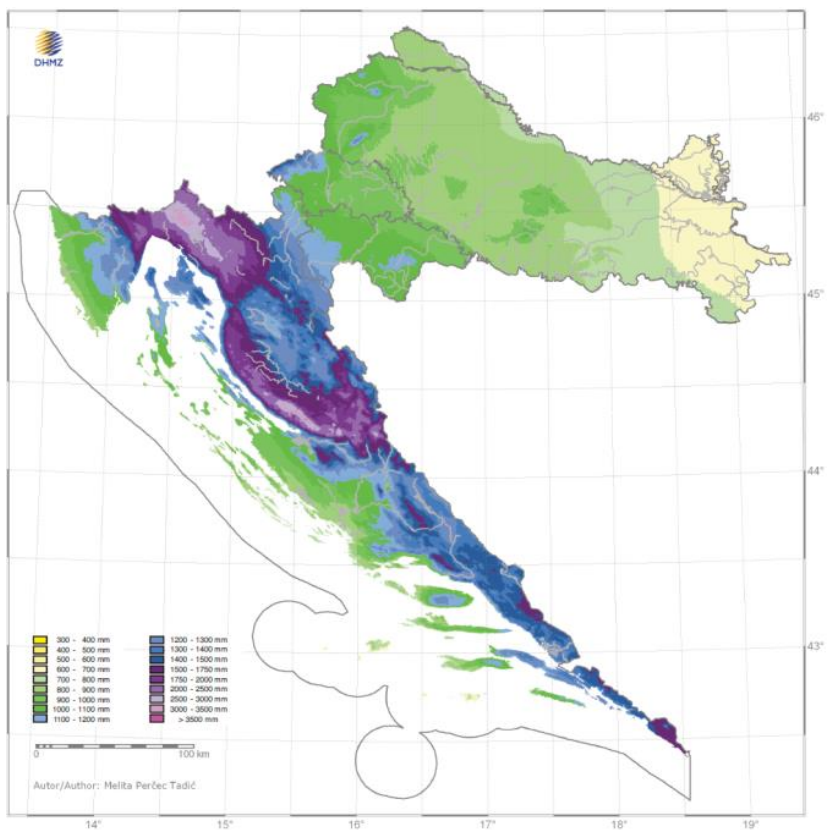 DHMZ
46°
45°
44°
43°
300 - 400 mm
400 - 500 mm
500 - 600 mm
600 - 700 mm
700 - 800 mm
800 - 900 mm
900 - 1000 mm
1000 - 1100 mm
1100 - 1200 mm
1200 - 1300 mm
1300 - 1400 mm
1400 - 1500 mm
1500 - 1750 mm
1750 - 2000 mm
2000 - 2500 mm
2500 - 3000 mm
3000 - 3500 mm
> 3500 mm
0 100 km
Autor/Author: Melita Perčec Tadić
14° 15° 16° 17° 18° 19°